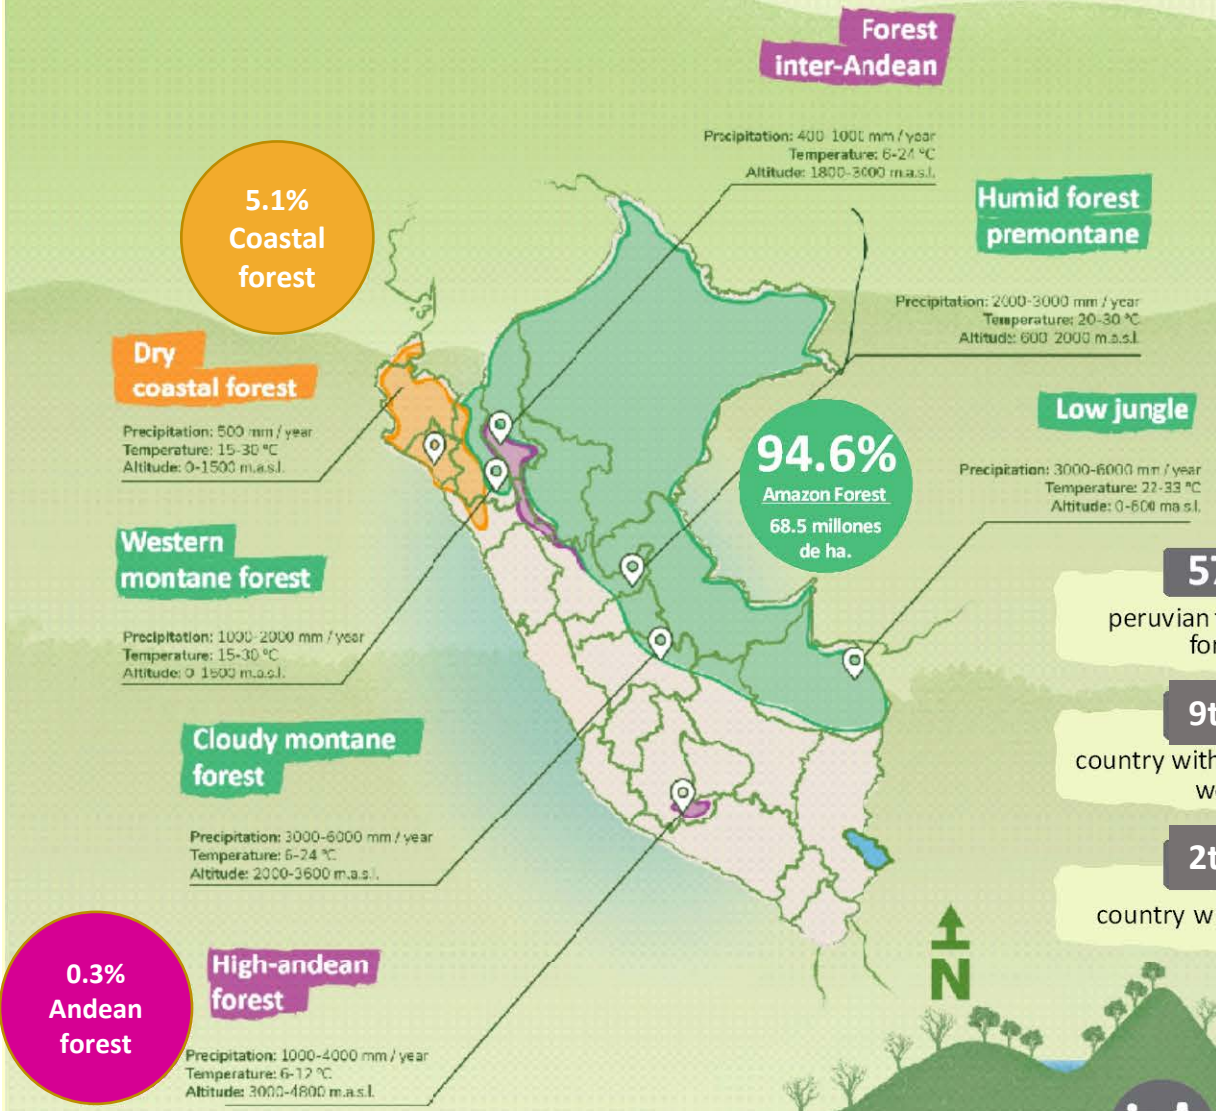 Forest
inter-Andean
Precipitation: 400-1000 mm / year
Temperature: 6-24 °C
Altitude: 1800-3000 m.a.s.l.
5.1%
Coastal
forest
Humid forest
premontane
Precipitation: 2000-3000 mm / year
Temperature: 20-30 °C
Altitude: 600-2000 m.a.s.l.
Dry
coastal forest
Precipitation: 500 mm / year
Temperature: 15-30 °C
Altitude: 0-1500 m.a.s.l.
Low jungle
Precipitation: 3000-6000 mm / year
Temperature: 22-33 °C
Altitude: 0-600 ma s.l.
94.6%
Amazon Forest
68.5 millones
de ha.
Western
montane forest
Precipitation: 1000-2000 mm / year
Temperature: 15-30 °C
Altitude: 0-1500 m.a.s.l.
57
peruvian
for
9t
country with
we
2t
country w
Cloudy montane
forest
Precipitation: 3000-6000 mm / year
Temperature: 6-24 °C
Altitude: 2000-3600 m.a.s.l.
0.3%
Andean
forest
High-andean
forest
Precipitation: 1000-4000 mm / year
Temperature: 6-12 °C
Altitude: 3000-4800 m.a.s.l.
N